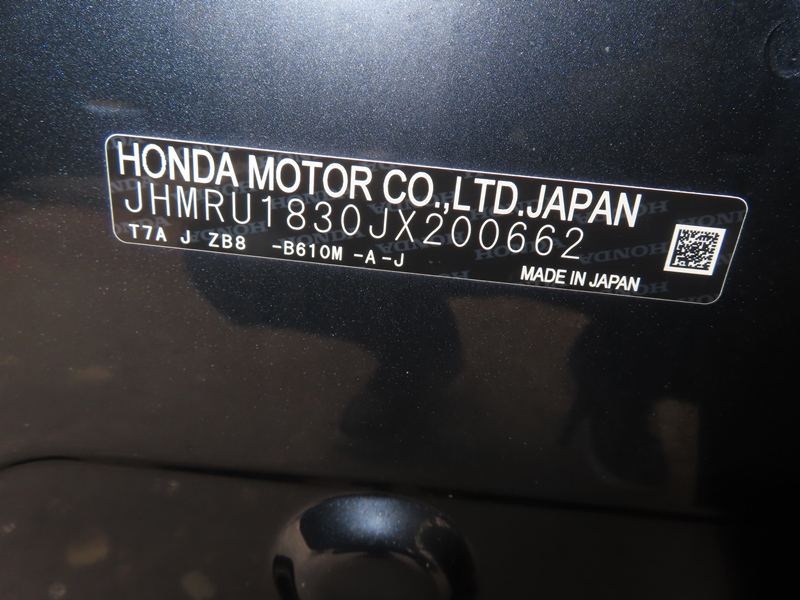 HONDA MOTOR CO.,LTD.JAPAN
JHMRU1830JX200662
T7A J ZB8 -B610M -A-J
MADE IN JAPAN